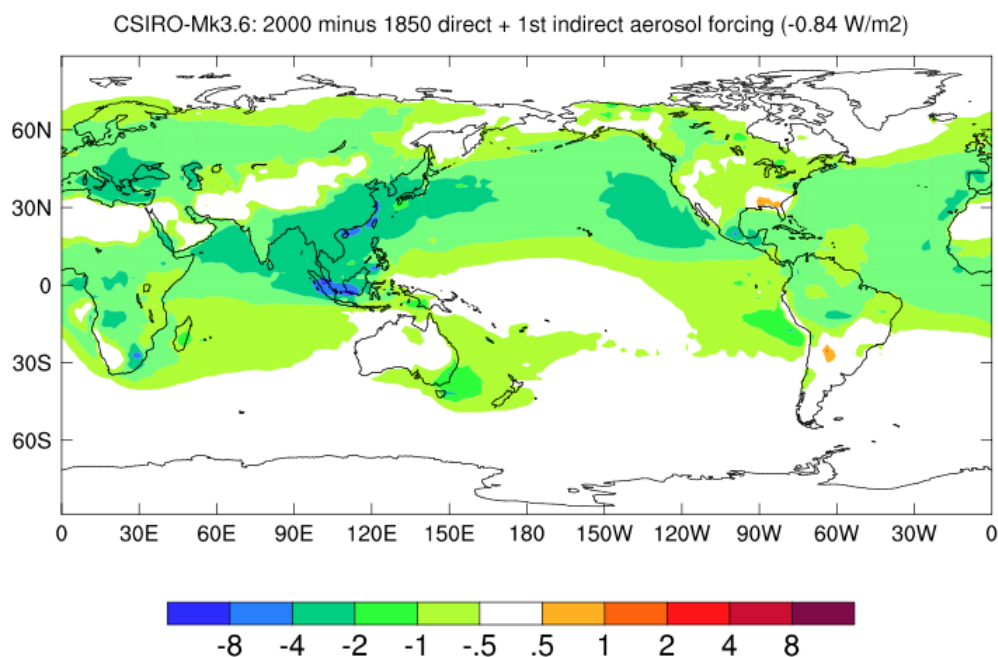 CSIRO-Mk3.6: 2000 minus 1850 direct + 1st indirect aerosol forcing (-0.84 W/m2)
60N
30N
0
30S
60S
0 30E 60E 90E 120E 150E 180 150W 120W 90W 60W 30W 0
-8 -4 -2 -1 -.5 .5 1 2 4 8